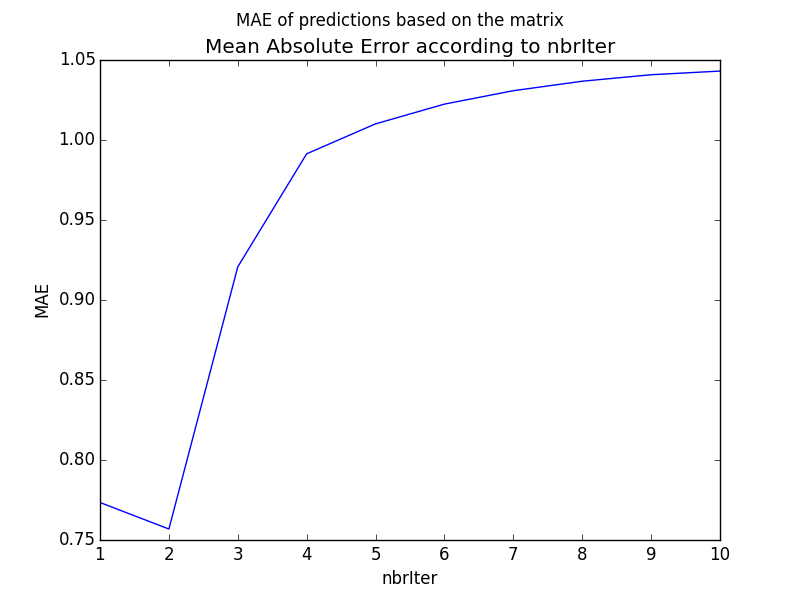 MAE of predictions based on the matrix
Mean Absolute Error according to nbrIter
1.05
1.00
0.95
0.90
0.85
0.80
0.75
MAE
1 2 3 4 5 6 7 8 9 10
nbrIter